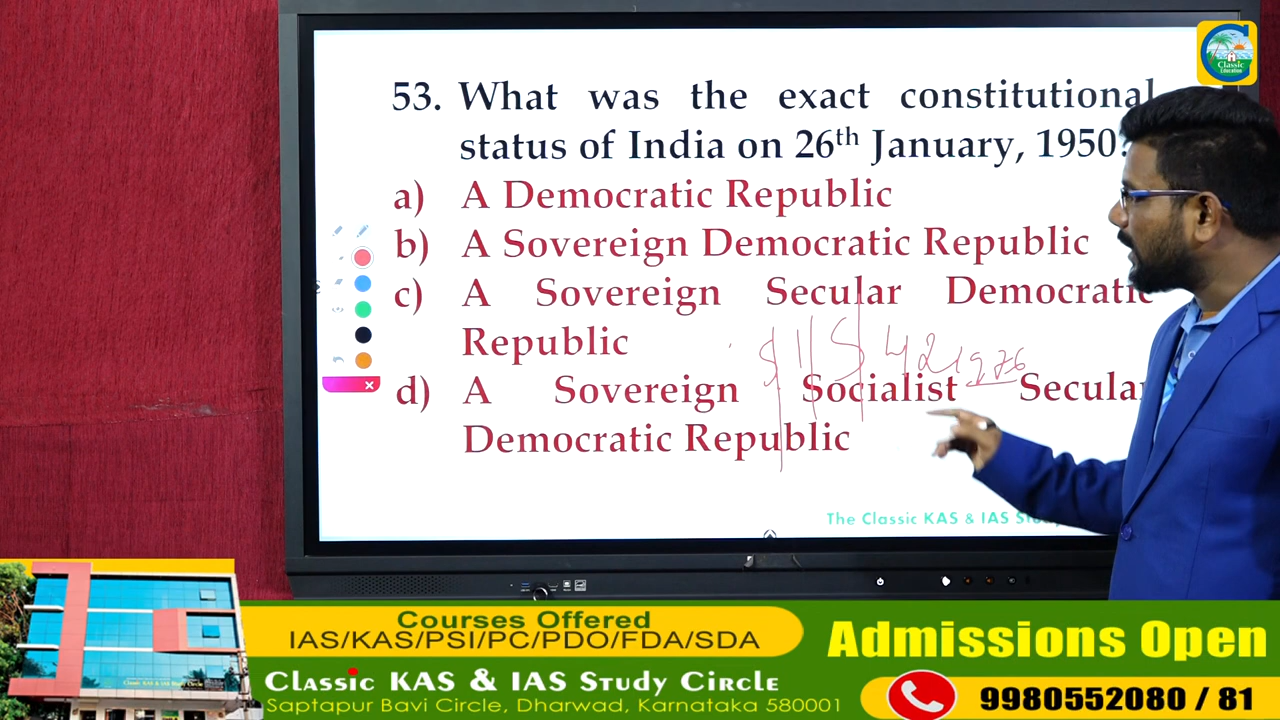 Classic
Education
53. What was the exact constitutional
status of India on 26th January, 1950?
a) A Democratic Republic
b) A Sovereign Democratic Republic
c) A Sovereign Secular Democratic
Republic
42 1976
d) A Sovereign Socialist Secular
Democratic Republic
The Classic KAS & IAS
Courses Offered
IAS/KAS/PSI/PC/PDO/FDA/SDA
Classic KAS & IAS Study Circle
Saptapur Bavi Circle, Dharwad, Karnataka 580001
Admissions Open
9980552080 / 81